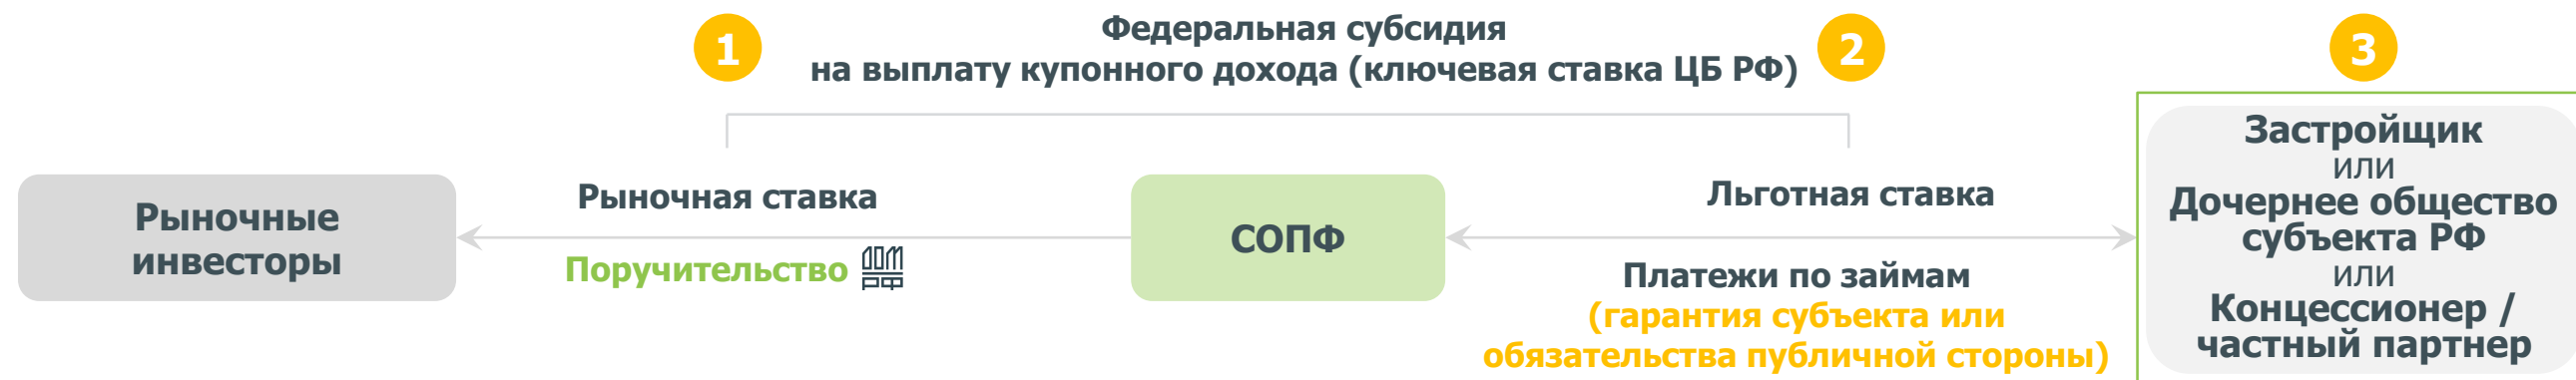 1
Федеральная субсидия
на выплату купонного дохода (ключевая ставка ЦБ РФ)
2
3
Рыночные
инвесторы
Рыночная ставка
Поручительство ДОМ
РФ
СОПФ
Льготная ставка
Платежи по займам
(гарантия субъекта или
обязательства публичной стороны)
Застройщик
или
Дочернее общество
субъекта РФ
или
Концессионер /
частный партнер